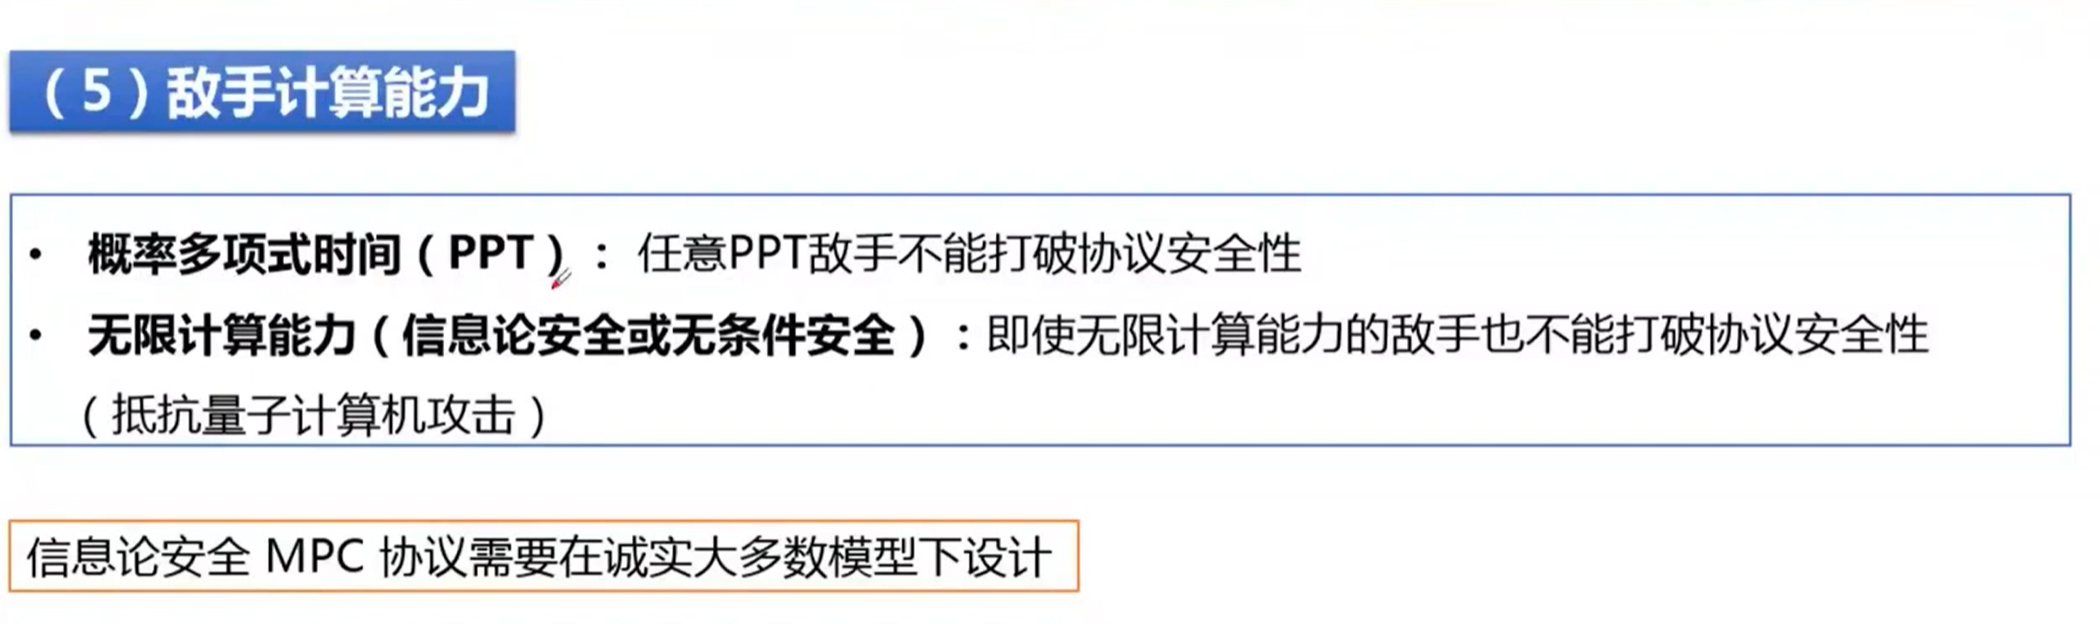 （5）敌手计算能力
• 概率多项式时间（PPT）： 任意PPT敌手不能打破协议安全性
• 无限计算能力（信息论安全或无条件安全）：即使无限计算能力的敌手也不能打破协议安全性
（抵抗量子计算机攻击）
信息论安全 MPC 协议需要在诚实大多数模型下设计